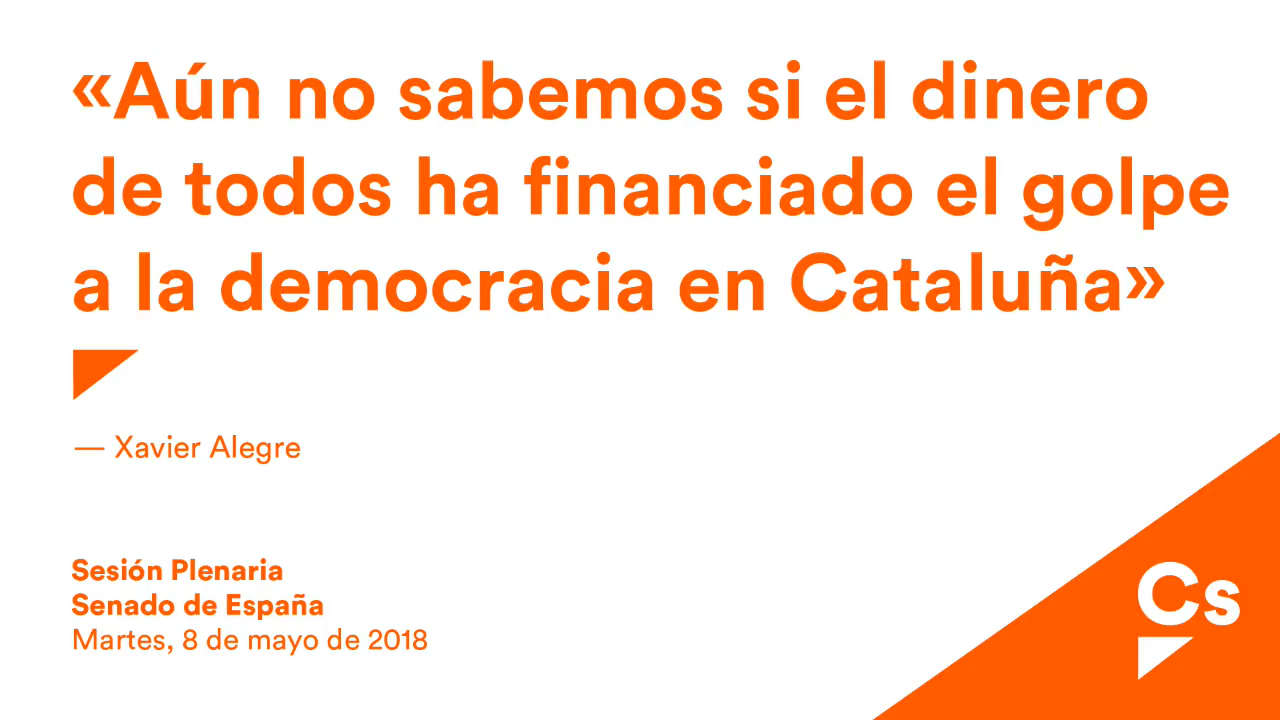 «Aún no sabemos si el dinero
de todos ha financiado el golpe
a la democracia en Cataluña»
— Xavier Alegre
Sesión Plenaria
Senado de España
Martes, 8 de mayo de 2018
Cs